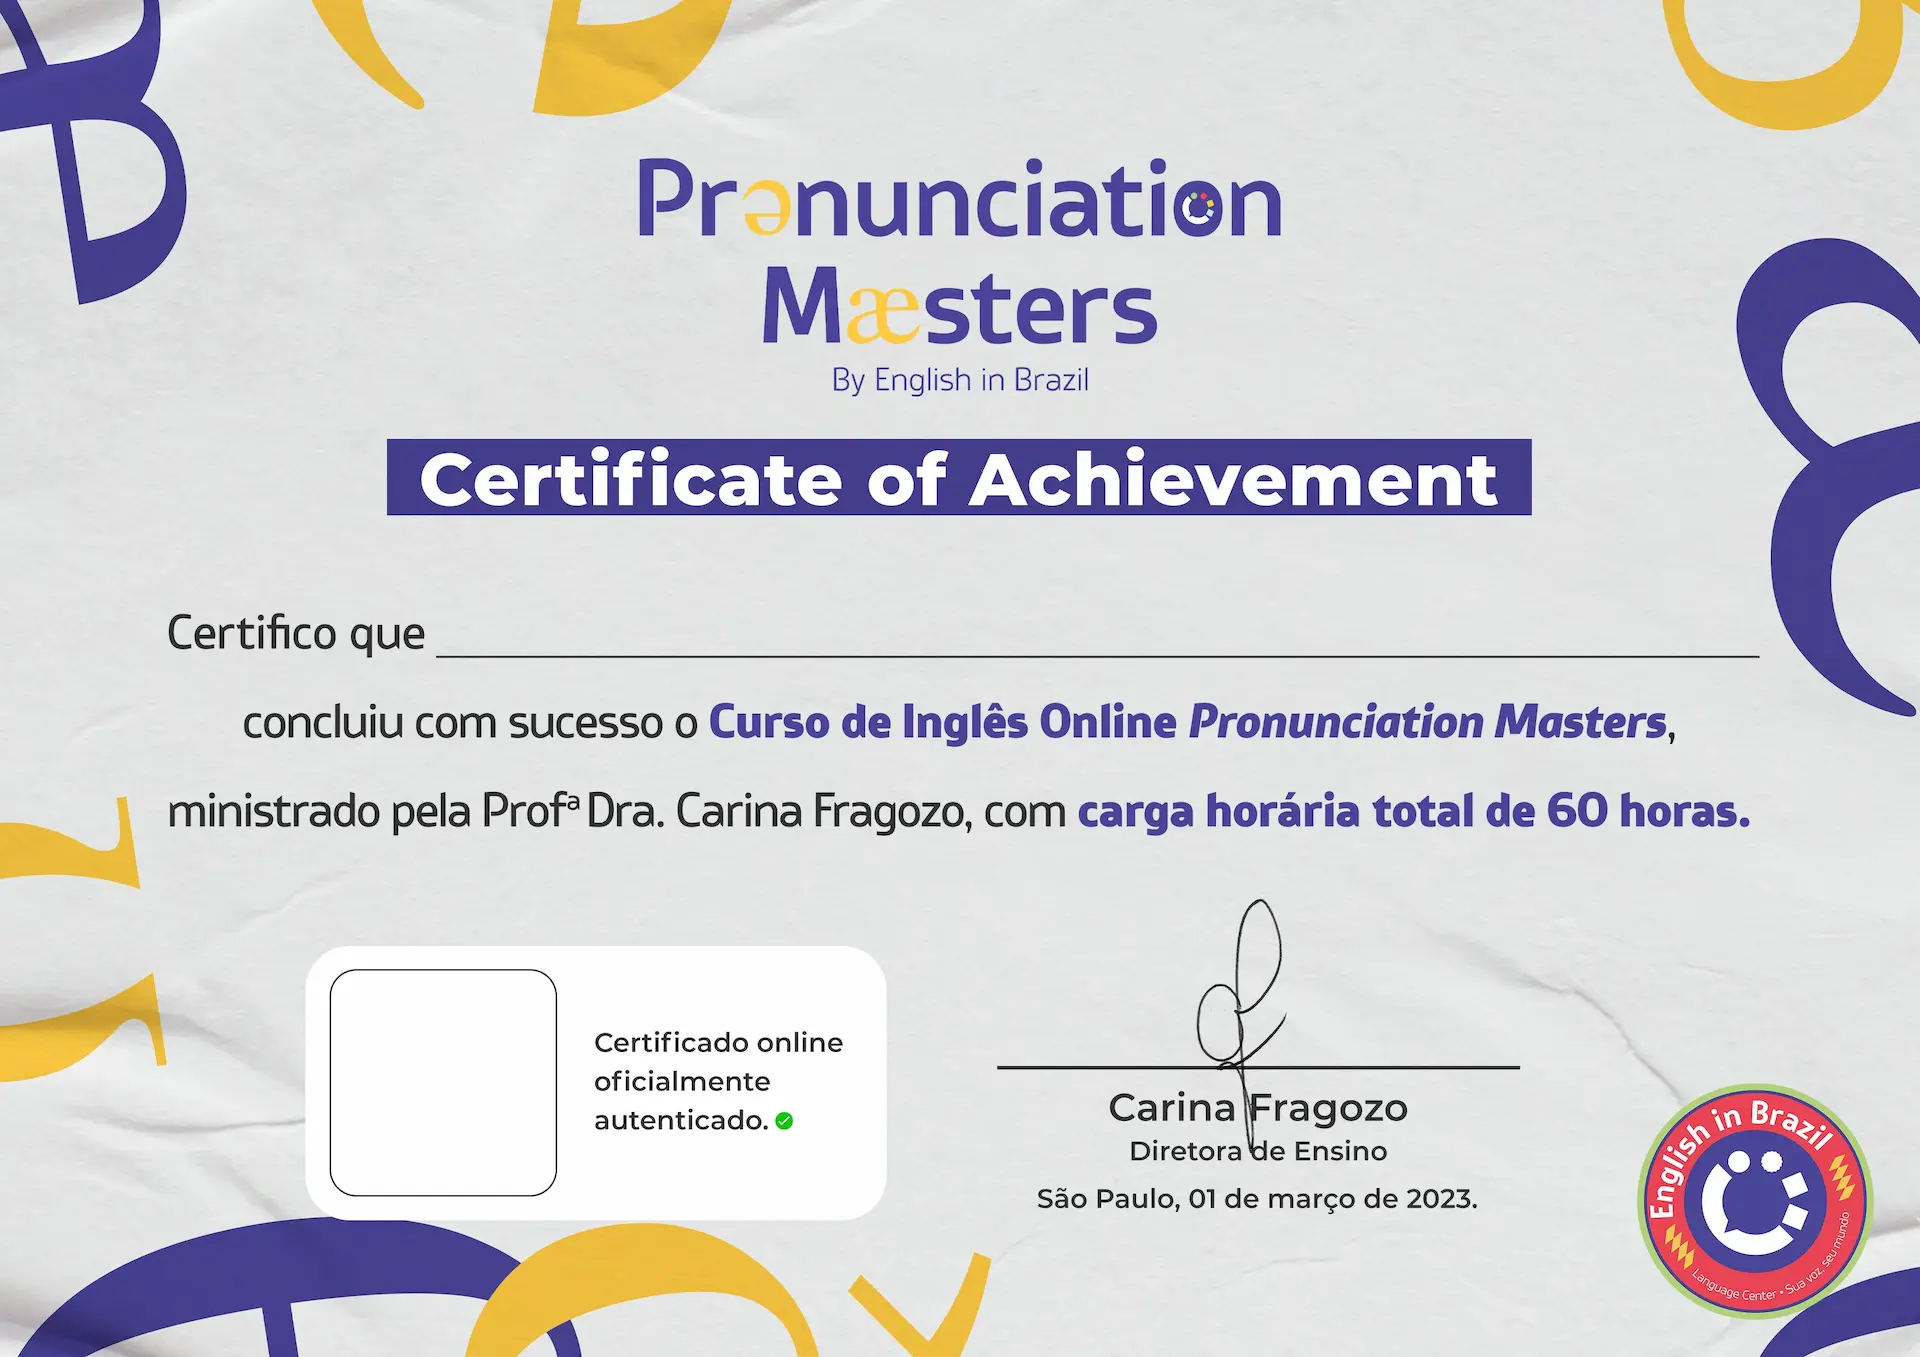 Prənunciation
Mæsters
By English in Brazil
Certificate of Achievement
Certifico que
concluiu com sucesso o Curso de Inglês Online Pronunciation Masters,
ministrado pela Profª Dra. Carina Fragozo, com carga horária total de 60 horas.
Certificado online
oficialmente
autenticado.
Carina Fragozo
Diretora de Ensino
São Paulo, 01 de março de 2023.
English in Brazil
Language Center • Sua voz, seu mundo